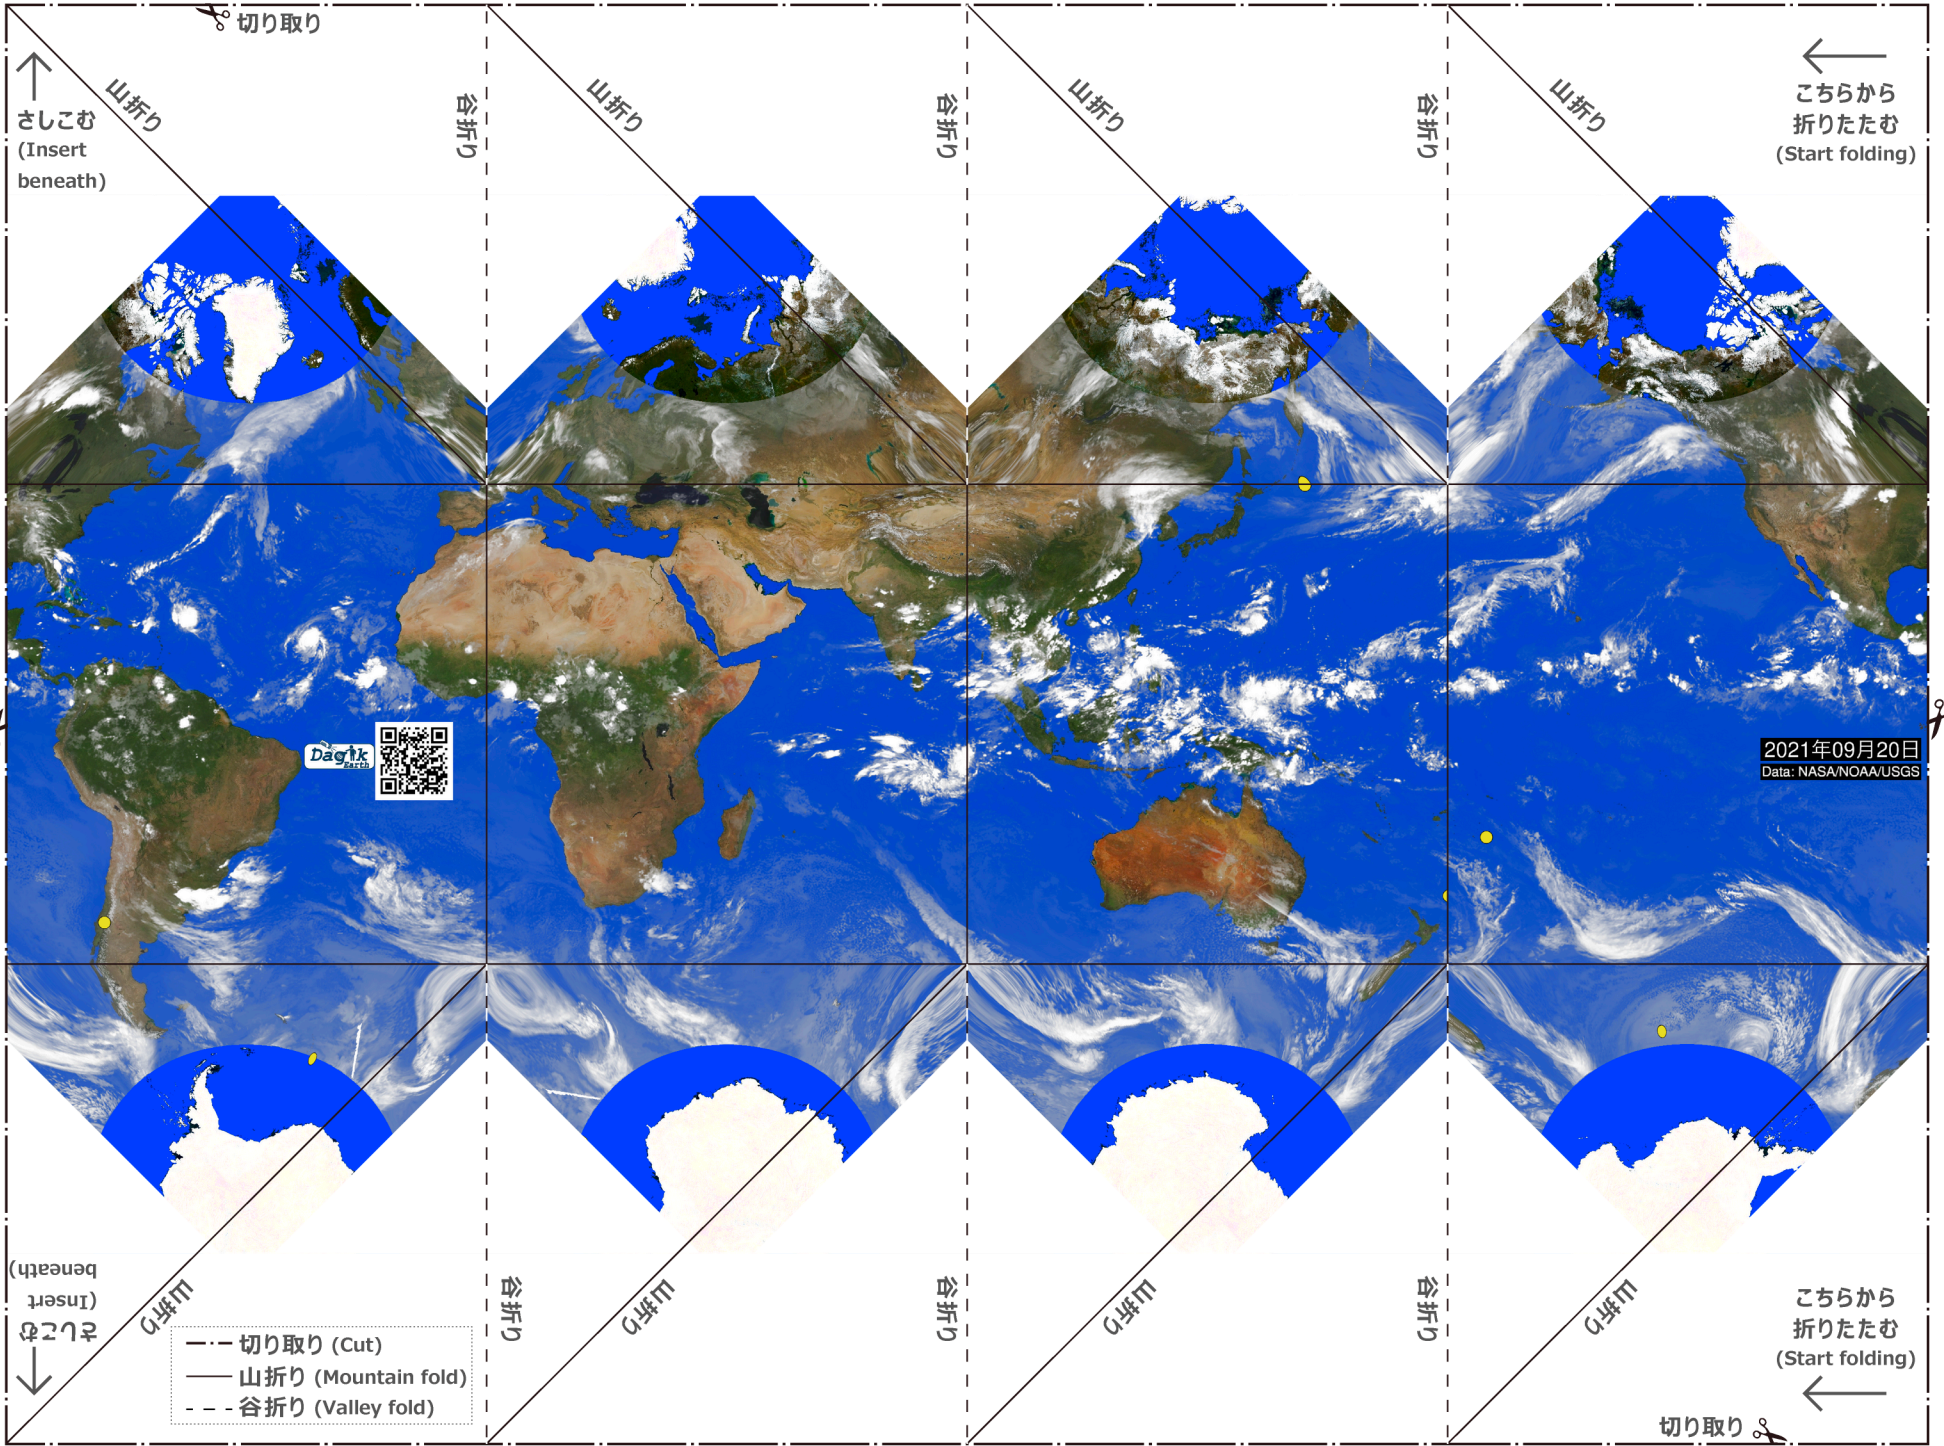 切り取り
山折り
谷折り
山折り
谷折り
山折り
谷折り
山折り
さしこむ
(Insert
beneath)
こちらから
折りたたむ
(Start folding)
Dagik
Earth
2021年09月20日
Data: NASA/NOAA/USGS
さしこむ
(Insert
beneath)
山折り
谷折り
山折り
谷折り
山折り
谷折り
山折り
こちらから
折りたたむ
(Start folding)
切り取り (Cut)
山折り (Mountain fold)
谷折り (Valley fold)
切り取り